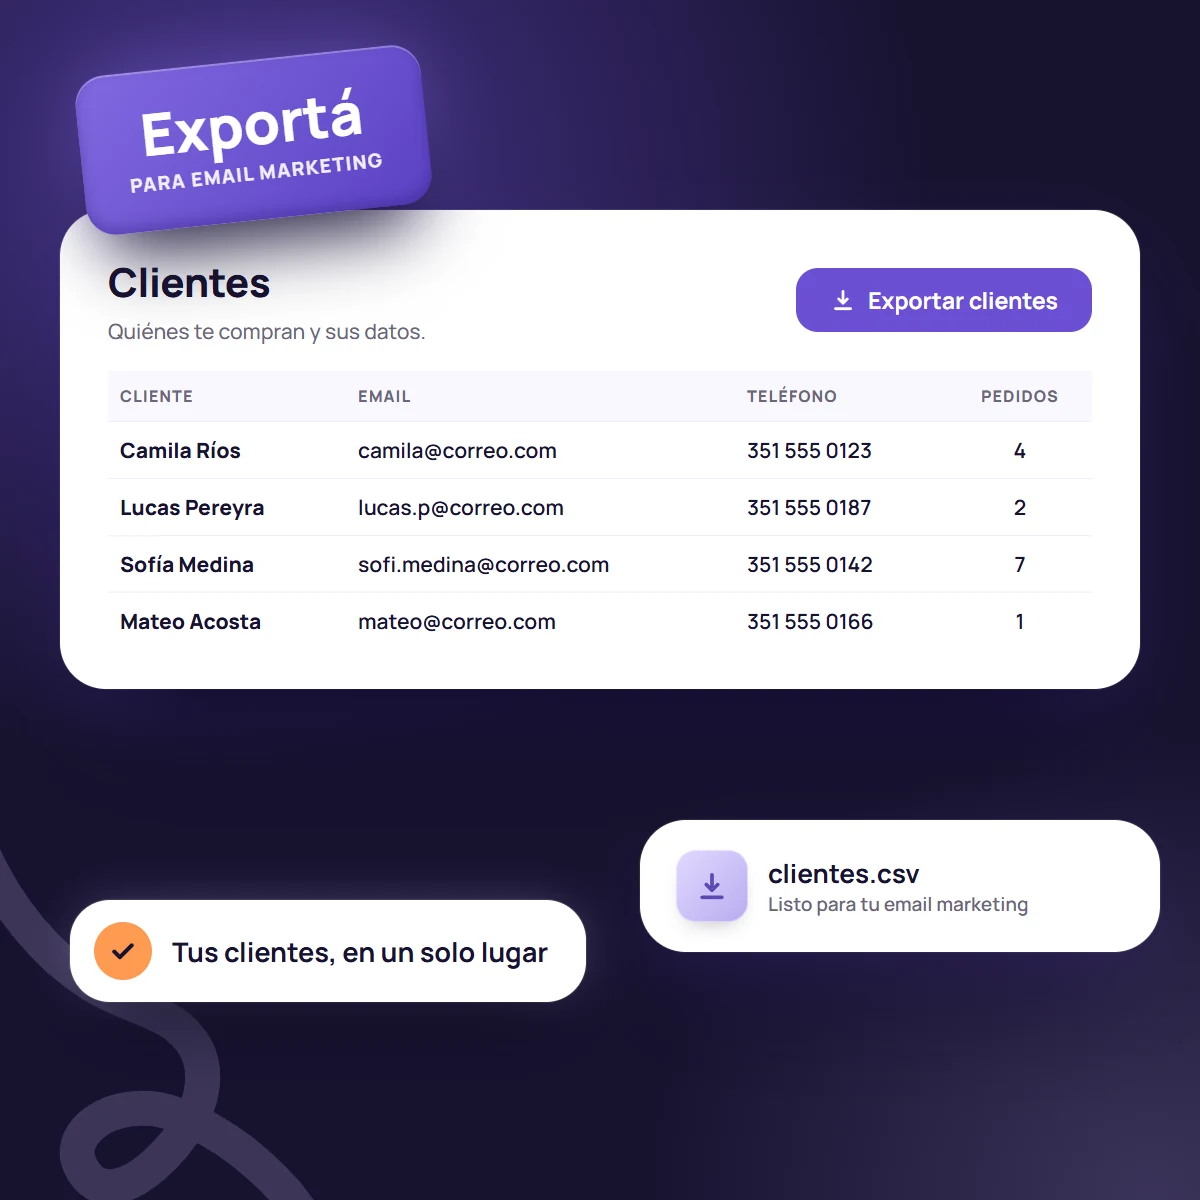 Exportá
PARA EMAIL MARKETING
Clientes
Quiénes te compran y sus datos.
Exportar clientes
CLIENTE EMAIL TELÉFONO PEDIDOS
Camila Ríos camila@correo.com 351 555 0123 4
Lucas Pereyra lucas.p@correo.com 351 555 0187 2
Sofía Medina sofi.medina@correo.com 351 555 0142 7
Mateo Acosta mateo@correo.com 351 555 0166 1
clientes.csv
Listo para tu email marketing
Tus clientes, en un solo lugar